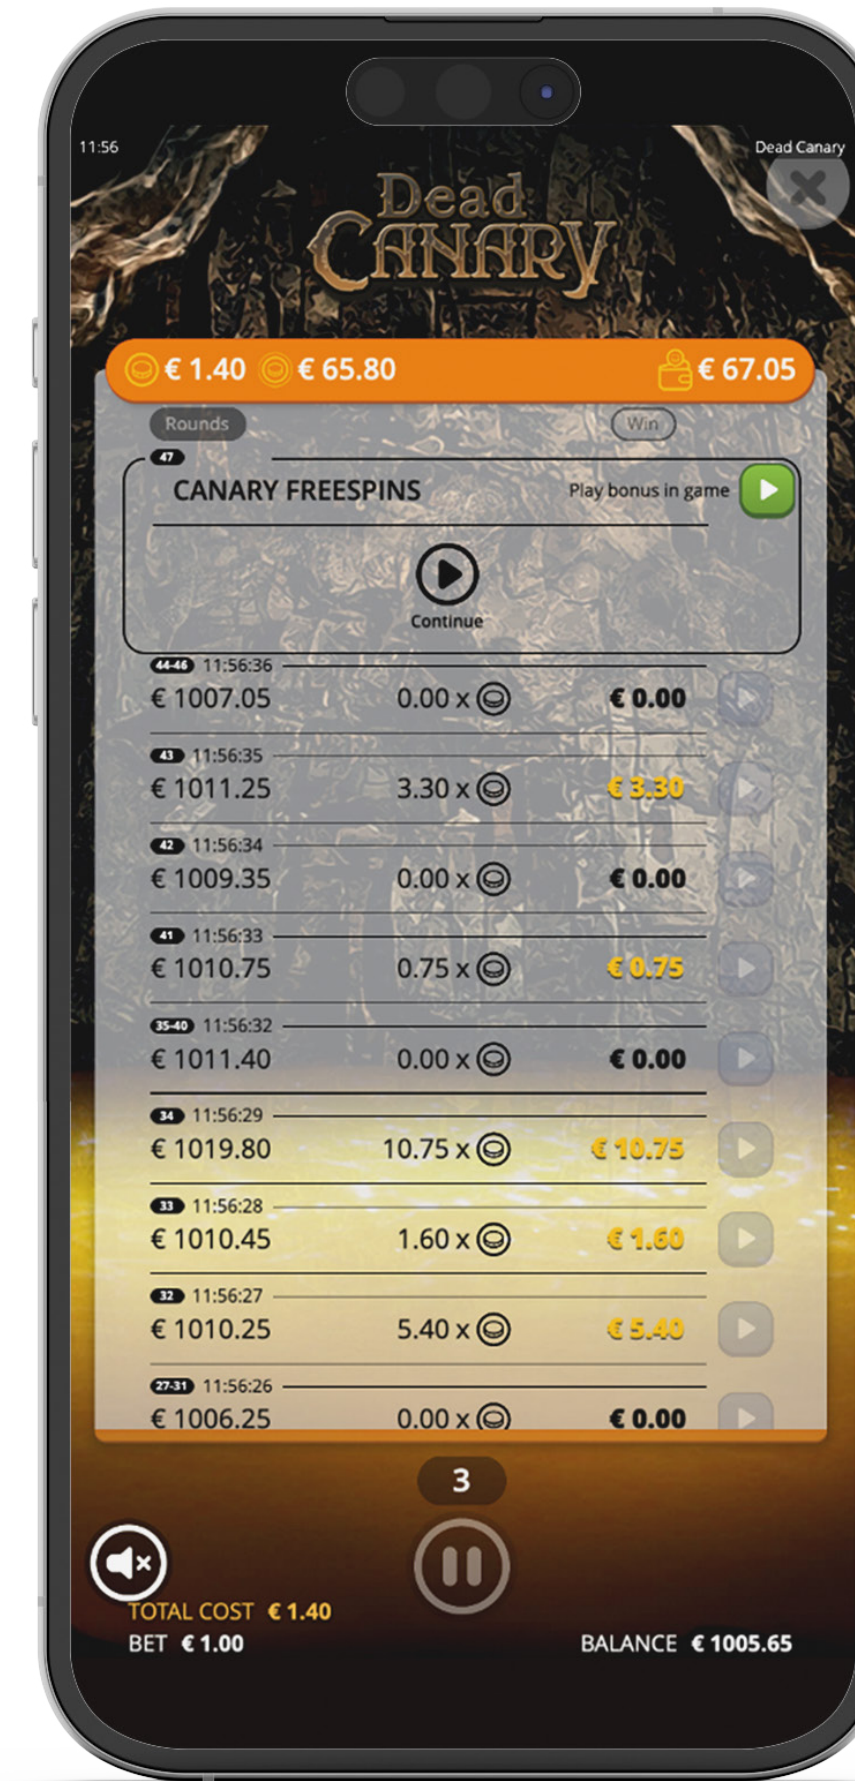 11:56 Dead Canary
Dead
CANARY
€ 1.40 € 65.80 € 67.05
Rounds Win
47
CANARY FREESPINS Play bonus in game
Continue
44-46 11:56:36
€ 1007.05 0.00 x € 0.00
43 11:56:35
€ 1011.25 3.30 x € 3.30
42 11:56:34
€ 1009.35 0.00 x € 0.00
41 11:56:33
€ 1010.75 0.75 x € 0.75
35-40 11:56:32
€ 1011.40 0.00 x € 0.00
34 11:56:29
€ 1019.80 10.75 x € 10.75
33 11:56:28
€ 1010.45 1.60 x € 1.60
32 11:56:27
€ 1010.25 5.40 x € 5.40
27-31 11:56:26
€ 1006.25 0.00 x € 0.00
3
TOTAL COST € 1.40
BET € 1.00 BALANCE € 1005.65